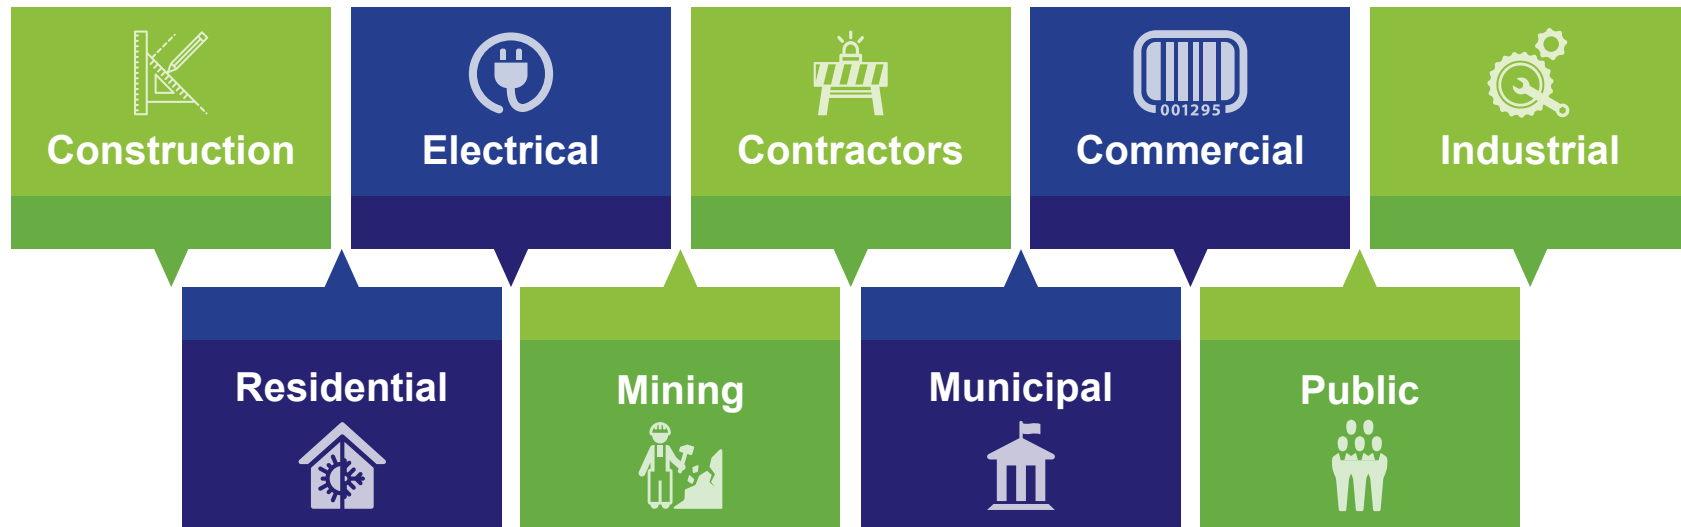 Construction
Electrical
Contractors
001295
Commercial
Industrial
Residential
Mining
Municipal
Public